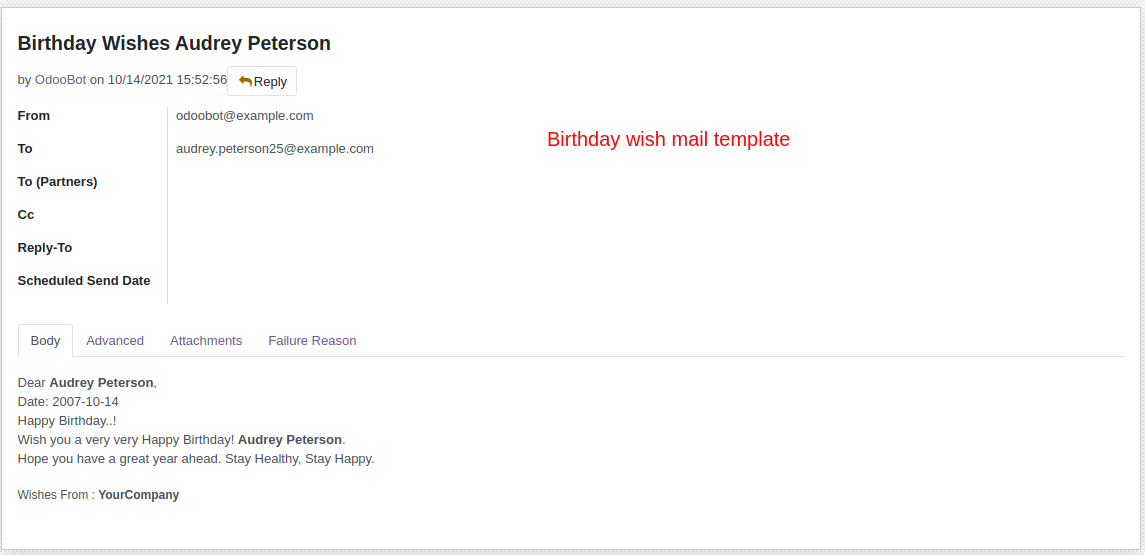 Birthday Wishes Audrey Peterson
by OdooBot on 10/14/2021 15:52:56 Reply
From odoobot@example.com
Birthday wish mail template
To audrey.peterson25@example.com
To (Partners)
Cc
Reply-To
Scheduled Send Date
Body Advanced Attachments Failure Reason
Dear Audrey Peterson,
Date: 2007-10-14
Happy Birthday..!
Wish you a very very Happy Birthday! Audrey Peterson.
Hope you have a great year ahead. Stay Healthy, Stay Happy.
Wishes From : YourCompany